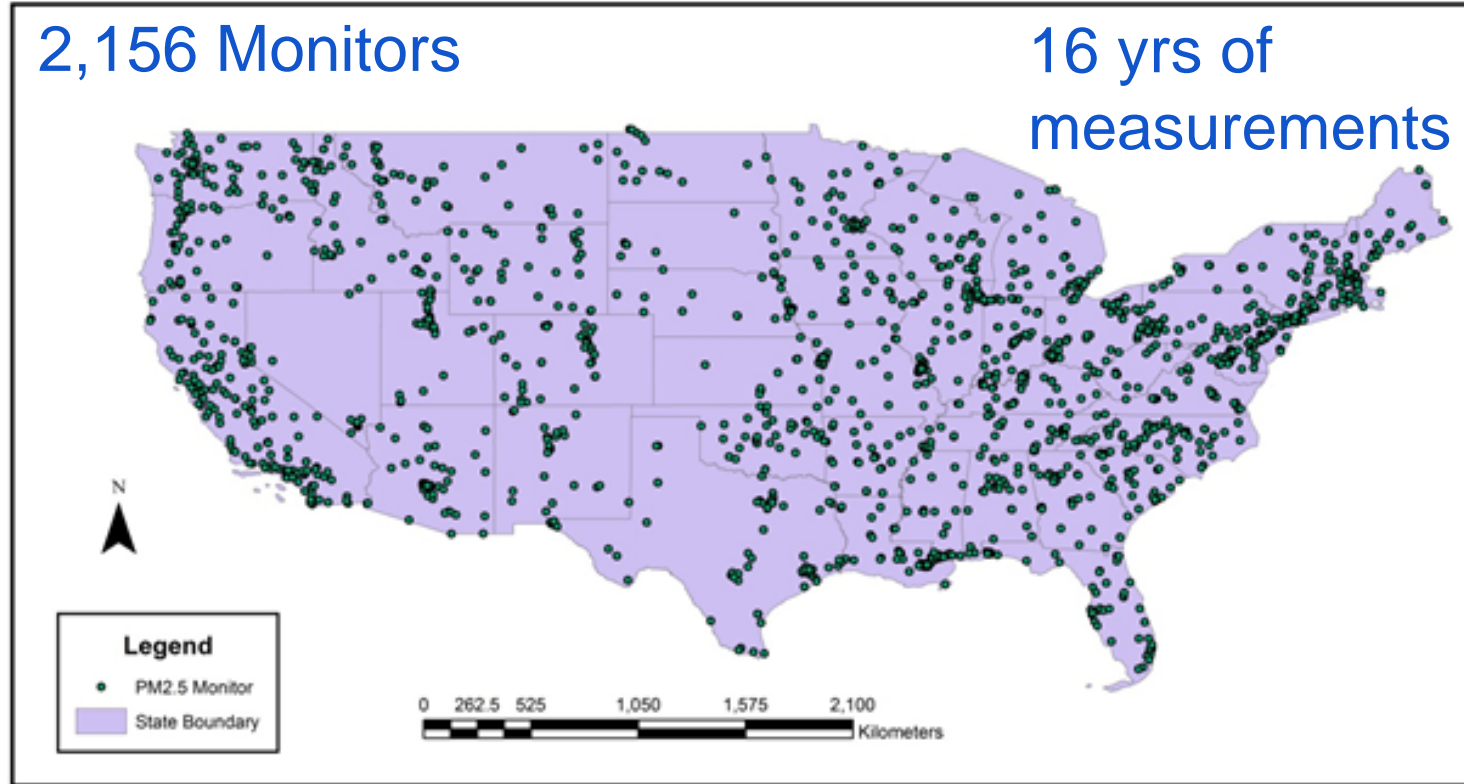 2,156 Monitors
16 yrs of
measurements
N
Legend
PM2.5 Monitor
State Boundary
0 262.5 525 1,050 1,575 2,100
Kilometers